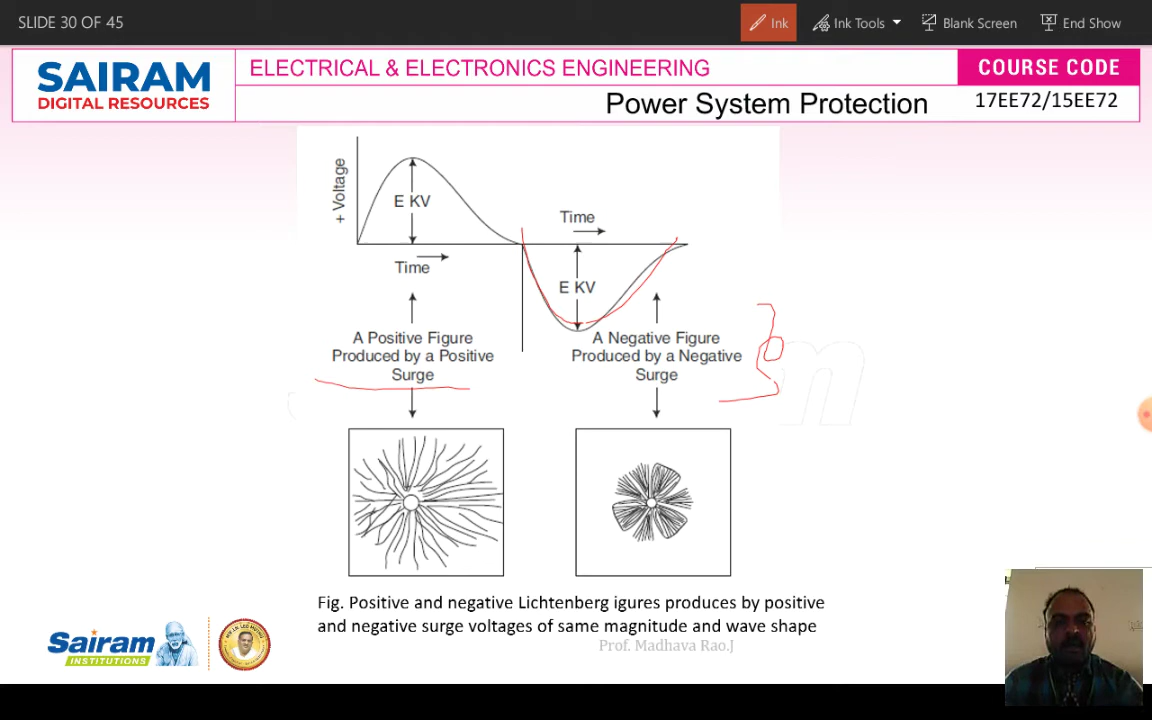 SLIDE 30 OF 45
Ink
Ink Tools
Blank Screen
End Show
SAIRAM
DIGITAL RESOURCES
ELECTRICAL & ELECTRONICS ENGINEERING
COURSE CODE
Power System Protection
17EE72/15EE72
+ Voltage
E KV
Time
Time
E KV
A Positive Figure
Produced by a Positive
Surge
A Negative Figure
Produced by a Negative
Surge
Fig. Positive and negative Lichtenberg igures produces by positive
and negative surge voltages of same magnitude and wave shape
Prof. Madhava Rao.J
Sairam
INSTITUTIONS